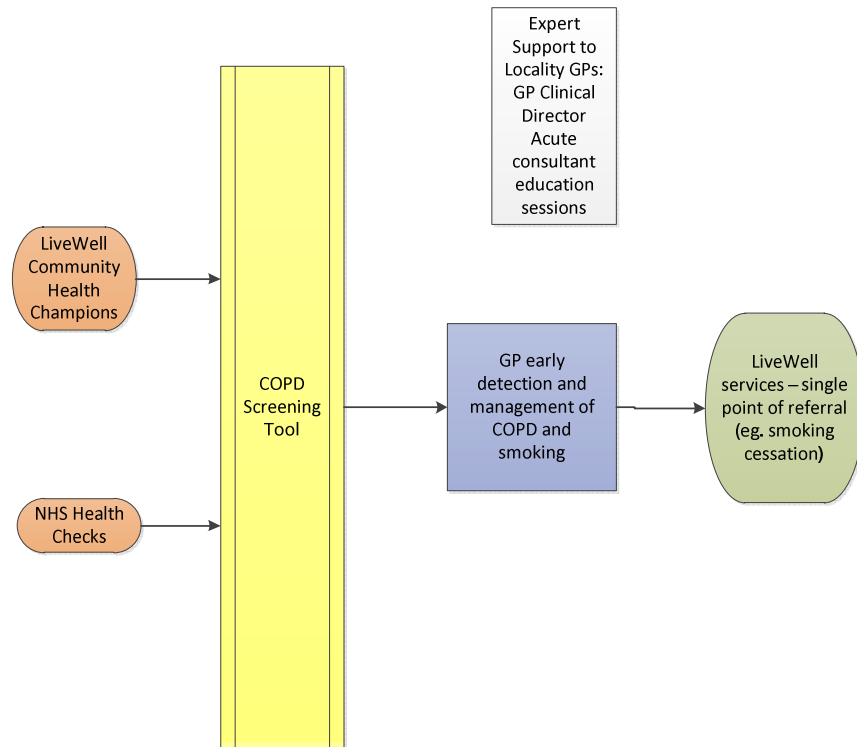 Expert
Support to
Locality GPs:
GP Clinical
Director
Acute
consultant
education
sessions
LiveWell
Community
Health
Champions
COPD
Screening
Tool
GP early
detection and
management of
COPD and
smoking
LiveWell
services – single
point of referral
(eg. smoking
cessation)
NHS Health
Checks